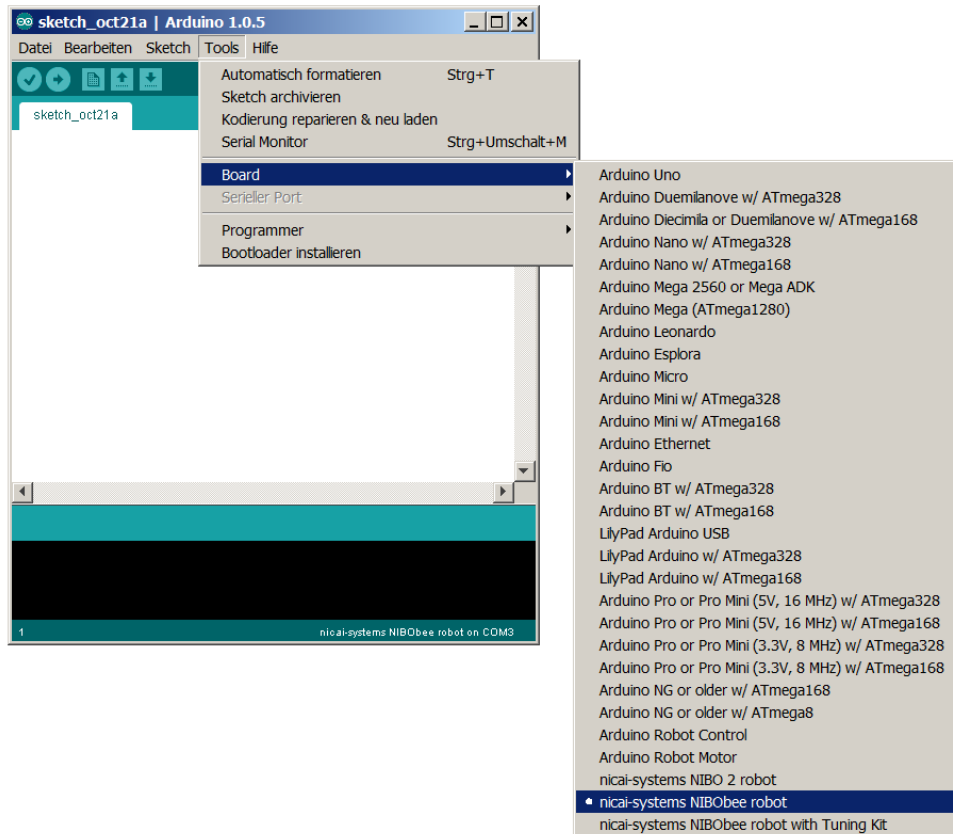 sketch_oct21a | Arduino 1.0.5
Datei Bearbeiten Sketch Tools Hilfe
sketch_oct21a
Automatisch formatieren Strg+T
Sketch archivieren
Kodierung reparieren & neu laden
Serial Monitor Strg+Umschalt+M
Board
Serieller Port
Programmer
Bootloader installieren
Arduino Uno
Arduino Duemilanove w/ ATmega328
Arduino Diecimila or Duemilanove w/ ATmega168
Arduino Nano w/ ATmega328
Arduino Nano w/ ATmega168
Arduino Mega 2560 or Mega ADK
Arduino Mega (ATmega1280)
Arduino Leonardo
Arduino Esplora
Arduino Micro
Arduino Mini w/ ATmega328
Arduino Mini w/ ATmega168
Arduino Ethernet
Arduino Fio
Arduino BT w/ ATmega328
Arduino BT w/ ATmega168
LilyPad Arduino USB
LilyPad Arduino w/ ATmega328
LilyPad Arduino w/ ATmega168
Arduino Pro or Pro Mini (5V, 16 MHz) w/ ATmega328
Arduino Pro or Pro Mini (5V, 16 MHz) w/ ATmega168
Arduino Pro or Pro Mini (3.3V, 8 MHz) w/ ATmega328
Arduino Pro or Pro Mini (3.3V, 8 MHz) w/ ATmega168
Arduino NG or older w/ ATmega168
Arduino NG or older w/ ATmega8
Arduino Robot Control
Arduino Robot Motor
nicai-systems NIBO 2 robot
nicai-systems NIBObee robot
nicai-systems NIBObee robot with Tuning Kit
1 nicai-systems NIBObee robot on COM3